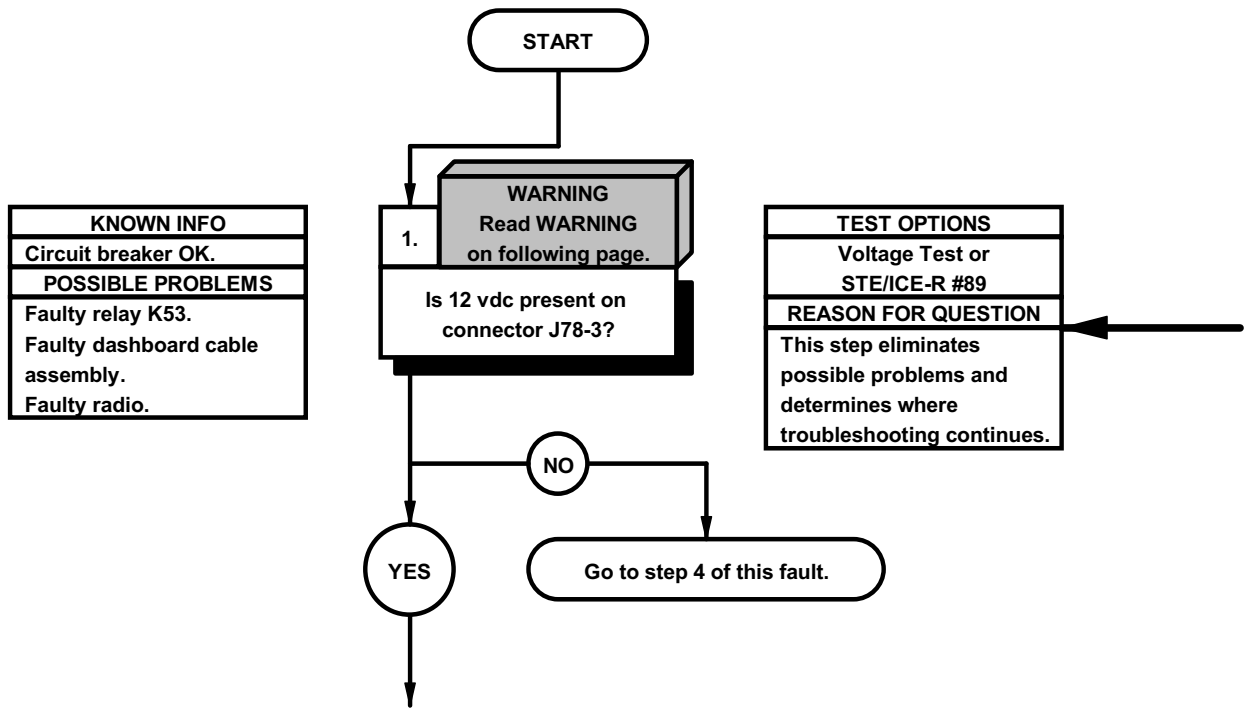 START
KNOWN INFO
Circuit breaker OK.
POSSIBLE PROBLEMS
Faulty relay K53.
Faulty dashboard cable
assembly.
Faulty radio.
1.
WARNING
Read WARNING
on following page.
Is 12 vdc present on
connector J78-3?
TEST OPTIONS
Voltage Test or
STE/ICE-R #89
REASON FOR QUESTION
This step eliminates
possible problems and
determines where
troubleshooting continues.
NO
YES
Go to step 4 of this fault.